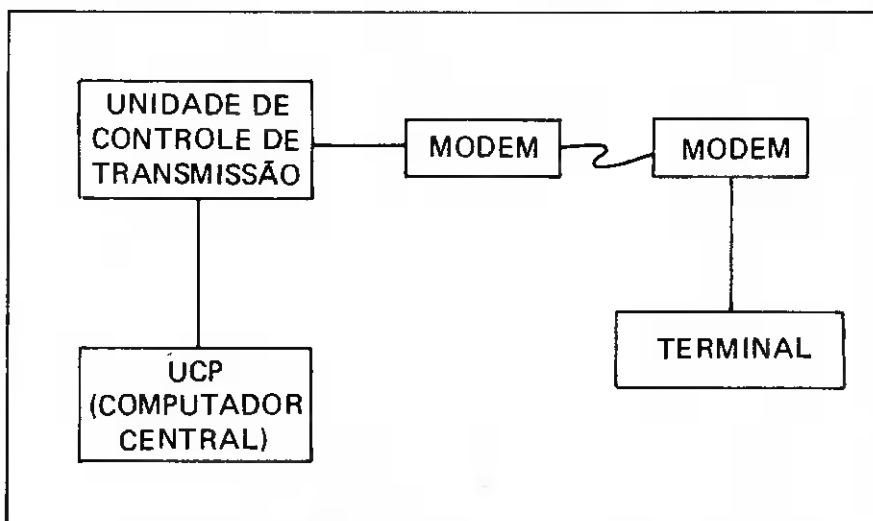 UNIDADE DE
CONTROLE DE
TRANSMISSÃO
MODEM
MODEM
UCP
(COMPUTADOR
CENTRAL)
TERMINAL